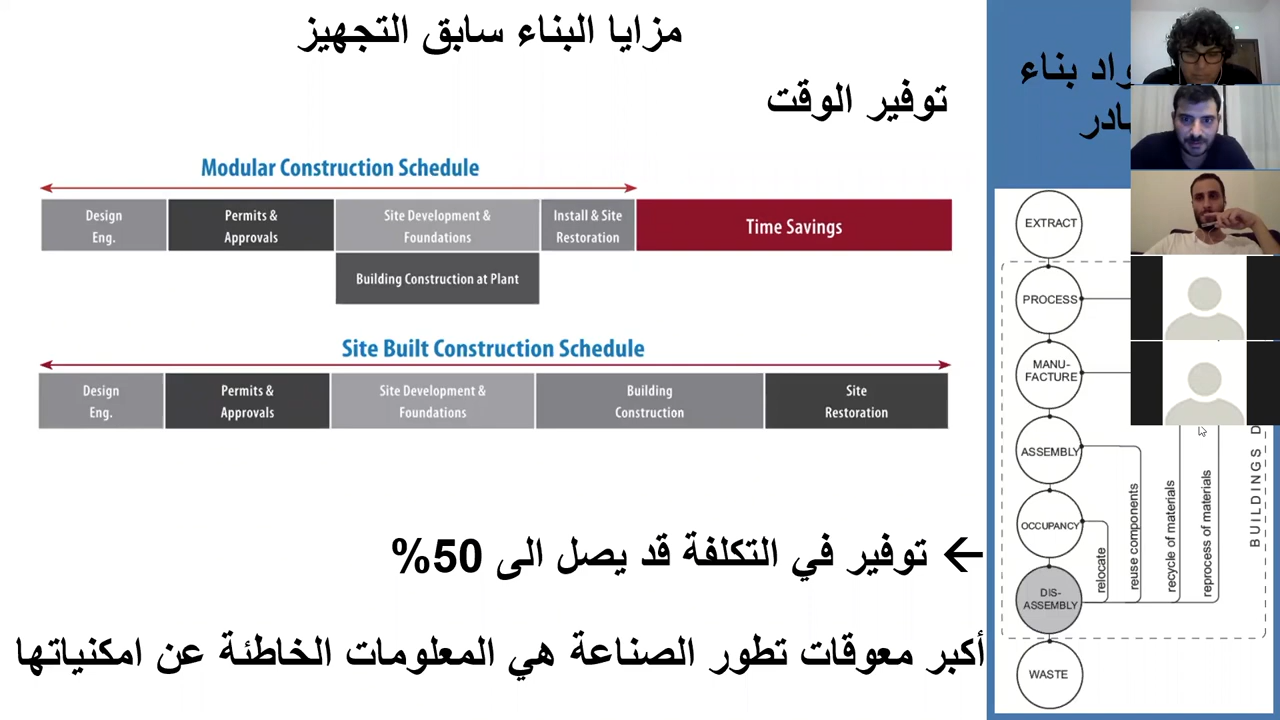 مزايا البناء سابق التجهيز
توفير الوقت
Modular Construction Schedule
Design
Eng.
Permits &
Approvals
Site Development &
Foundations
Install & Site
Restoration
Time Savings
Building Construction at Plant
Site Built Construction Schedule
Design
Eng.
Permits &
Approvals
Site Development &
Foundations
Building
Construction
Site
Restoration
← توفير في التكلفة قد يصل الى 50%
أكبر معوقات تطور الصناعة هي المعلومات الخاطئة عن امكنياتها
بناء
EXTRACT
PROCESS
MANU-
FACTURE
ASSEMBLY
OCCUPANCY
DIS-
ASSEMBLY
WASTE
relocate
reuse components
recycle of materials
reprocess of materials
BUILDINGS